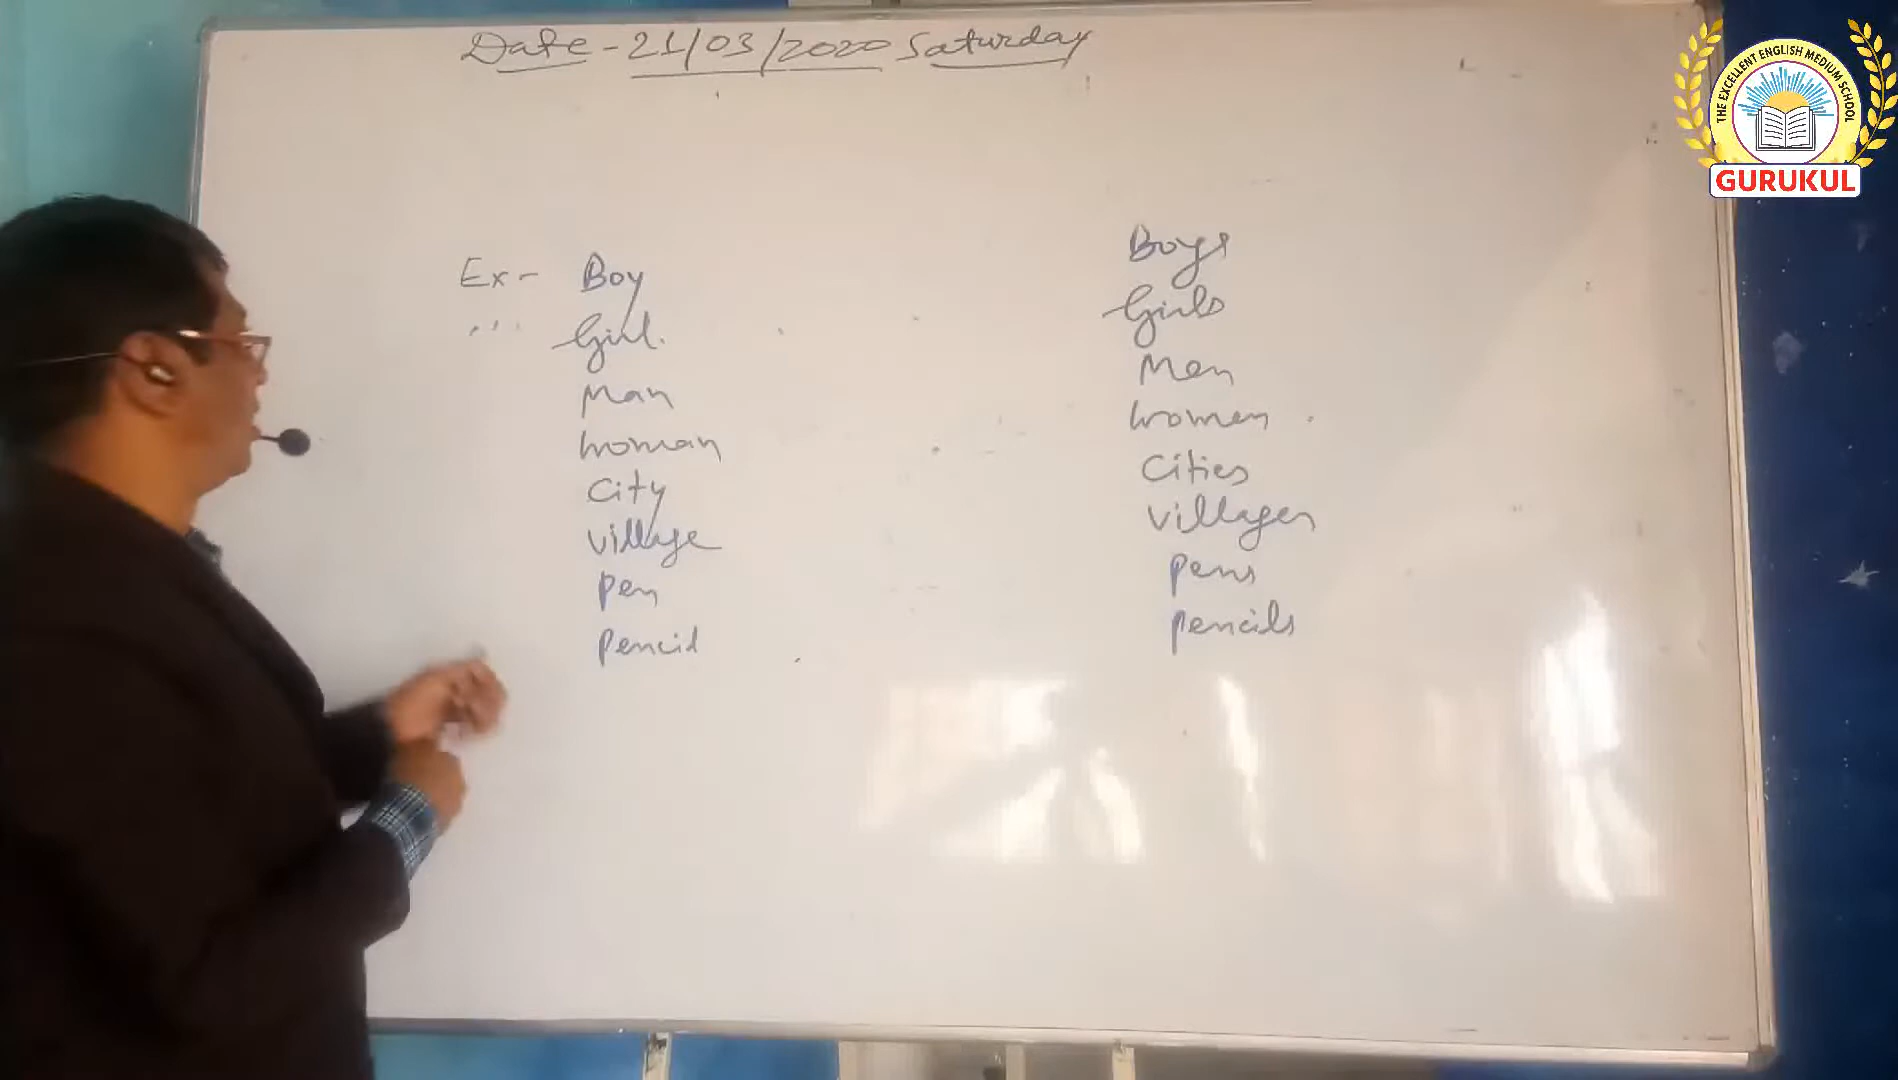 Date - 21/03/2020 Saturday
THE EXCELLENT ENGLISH MEDIUM SCHOOL
GURUKUL
Ex - Boy Boys
Girl. Girls
Man Men
Woman Women
City Cities
Village Villages
Pen Pens
Pencil Pencils